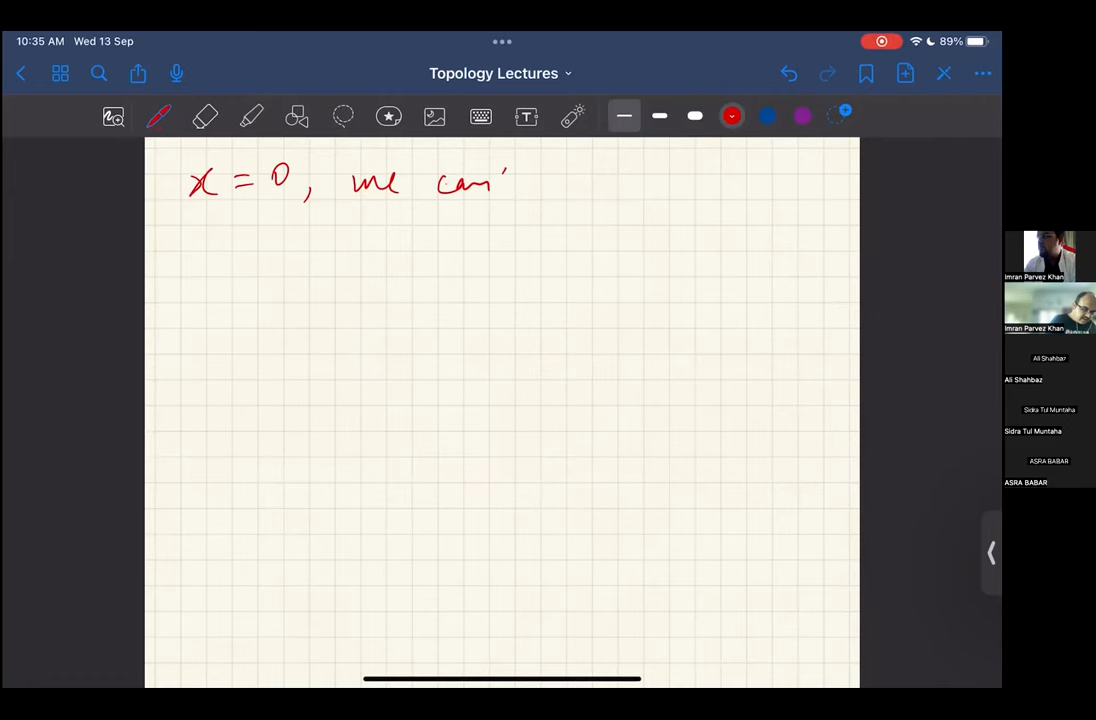 10:35 AM Wed 13 Sep
89%
Topology Lectures
T
x = 0, we can'
Imran Parvez Khan
Imran Parvez Khan
Ali Shahbaz
Ali Shahbaz
Sidra Tul Muntaha
Sidra Tul Muntaha
ASRA BABAR
ASRA BABAR